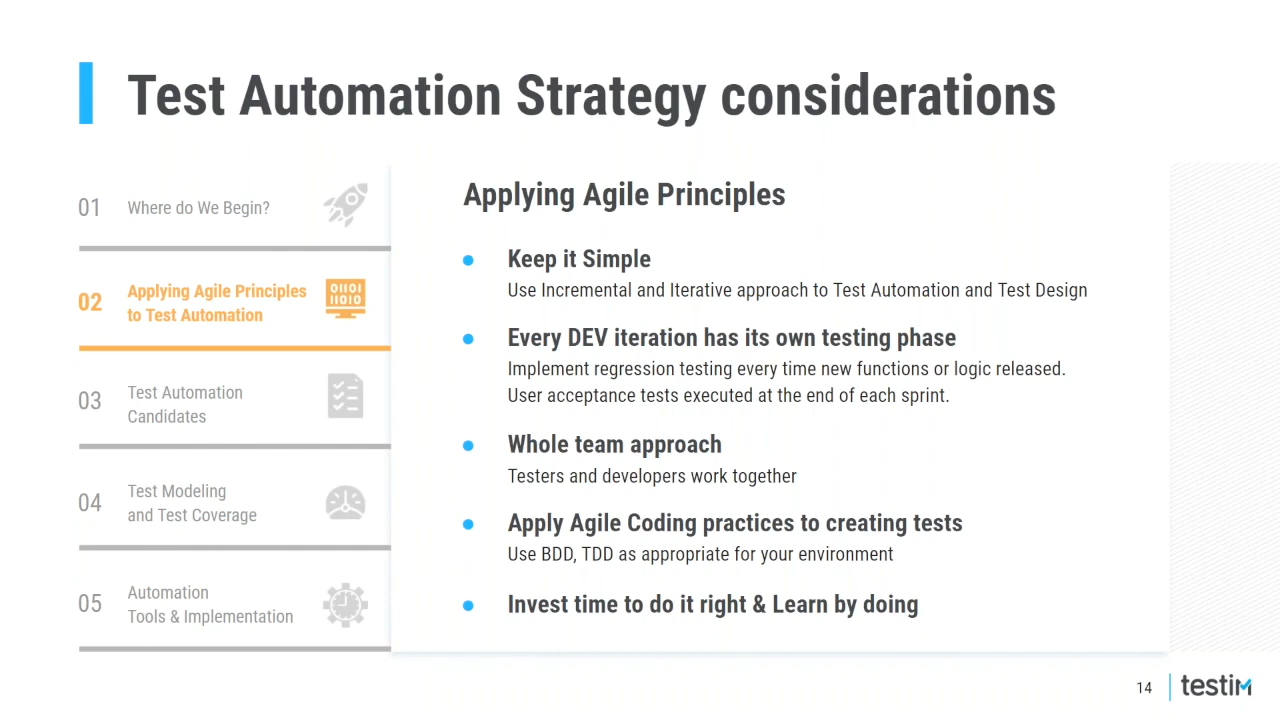 Test Automation Strategy considerations
01 Where do We Begin?
02 Applying Agile Principles
to Test Automation
01101
11010
03 Test Automation
Candidates
04 Test Modeling
and Test Coverage
05 Automation
Tools & Implementation
Applying Agile Principles
Keep it Simple
Use Incremental and Iterative approach to Test Automation and Test Design
Every DEV iteration has its own testing phase
Implement regression testing every time new functions or logic released.
User acceptance tests executed at the end of each sprint.
Whole team approach
Testers and developers work together
Apply Agile Coding practices to creating tests
Use BDD, TDD as appropriate for your environment
Invest time to do it right & Learn by doing
14
testim